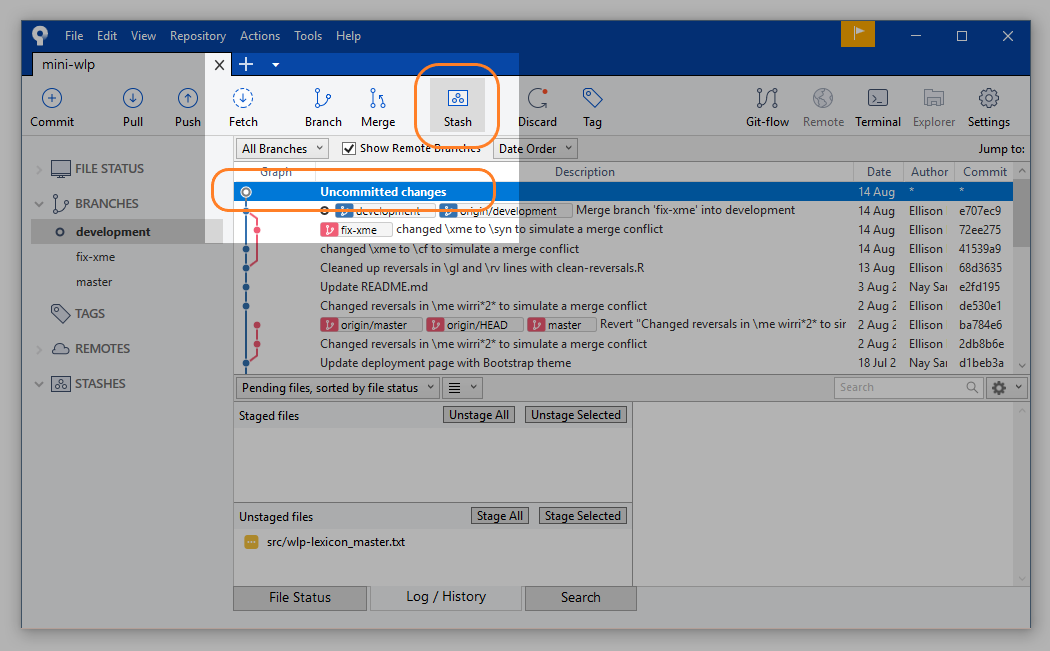 File Edit View Repository Actions Tools Help
mini-wlp
Commit Pull Push Fetch Branch Merge Stash Discard Tag Git-flow Remote Terminal Explorer Settings
All Branches Show Remote Branches Date Order Jump to:
Graph Description Date Author Commit
Uncommitted changes 14 Aug * *
development origin/development Merge branch 'fix-xme' into development 14 Aug Ellison e707ec9
fix-xme changed \xme to \syn to simulate a merge conflict 14 Aug Ellison 72ee275
changed \xme to \cf to simulate a merge conflict 14 Aug Ellison 41539a9
Cleaned up reversals in \gl and \rv lines with clean-reversals.R 13 Aug Ellison 68d3635
Update README.md 3 Aug 2 Nay Sar e2fd195
Changed reversals in \me wirri*2* to simulate a merge conflict 2 Aug 2 Ellison de530e1
origin/master origin/HEAD master Revert "Changed reversals in \me wirri*2* to sir 2 Aug 2 Ellison ba784e6
Changed reversals in \me wirri*2* to simulate a merge conflict 2 Aug 2 Ellison 2db8b6e
Update deployment page with Bootstrap theme 18 Jul 2 Nay Sar d1beb3a
FILE STATUS
BRANCHES
development
fix-xme
master
TAGS
REMOTES
STASHES
Pending files, sorted by file status Search
Staged files Unstage All Unstage Selected
Unstaged files Stage All Stage Selected
src/wlp-lexicon_master.txt
File Status Log / History Search